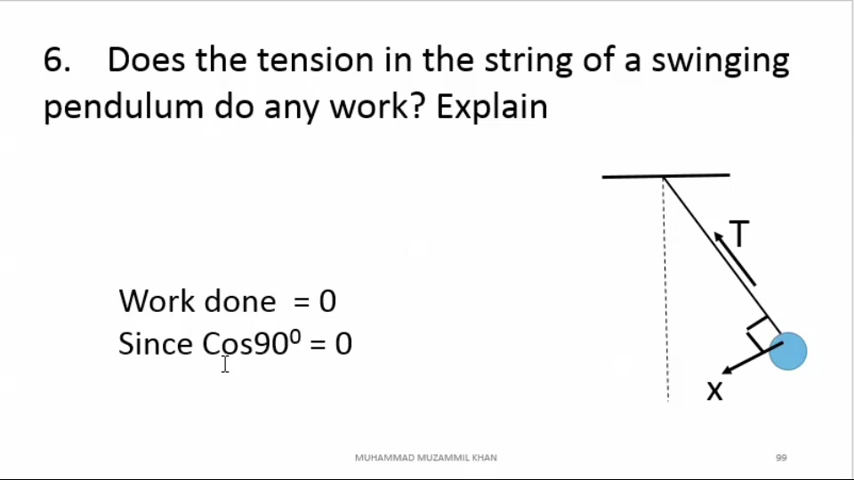 6. Does the tension in the string of a swinging
pendulum do any work? Explain
T
Work done = 0
Since Cos90⁰ = 0
x
MUHAMMAD MUZAMMIL KHAN
99